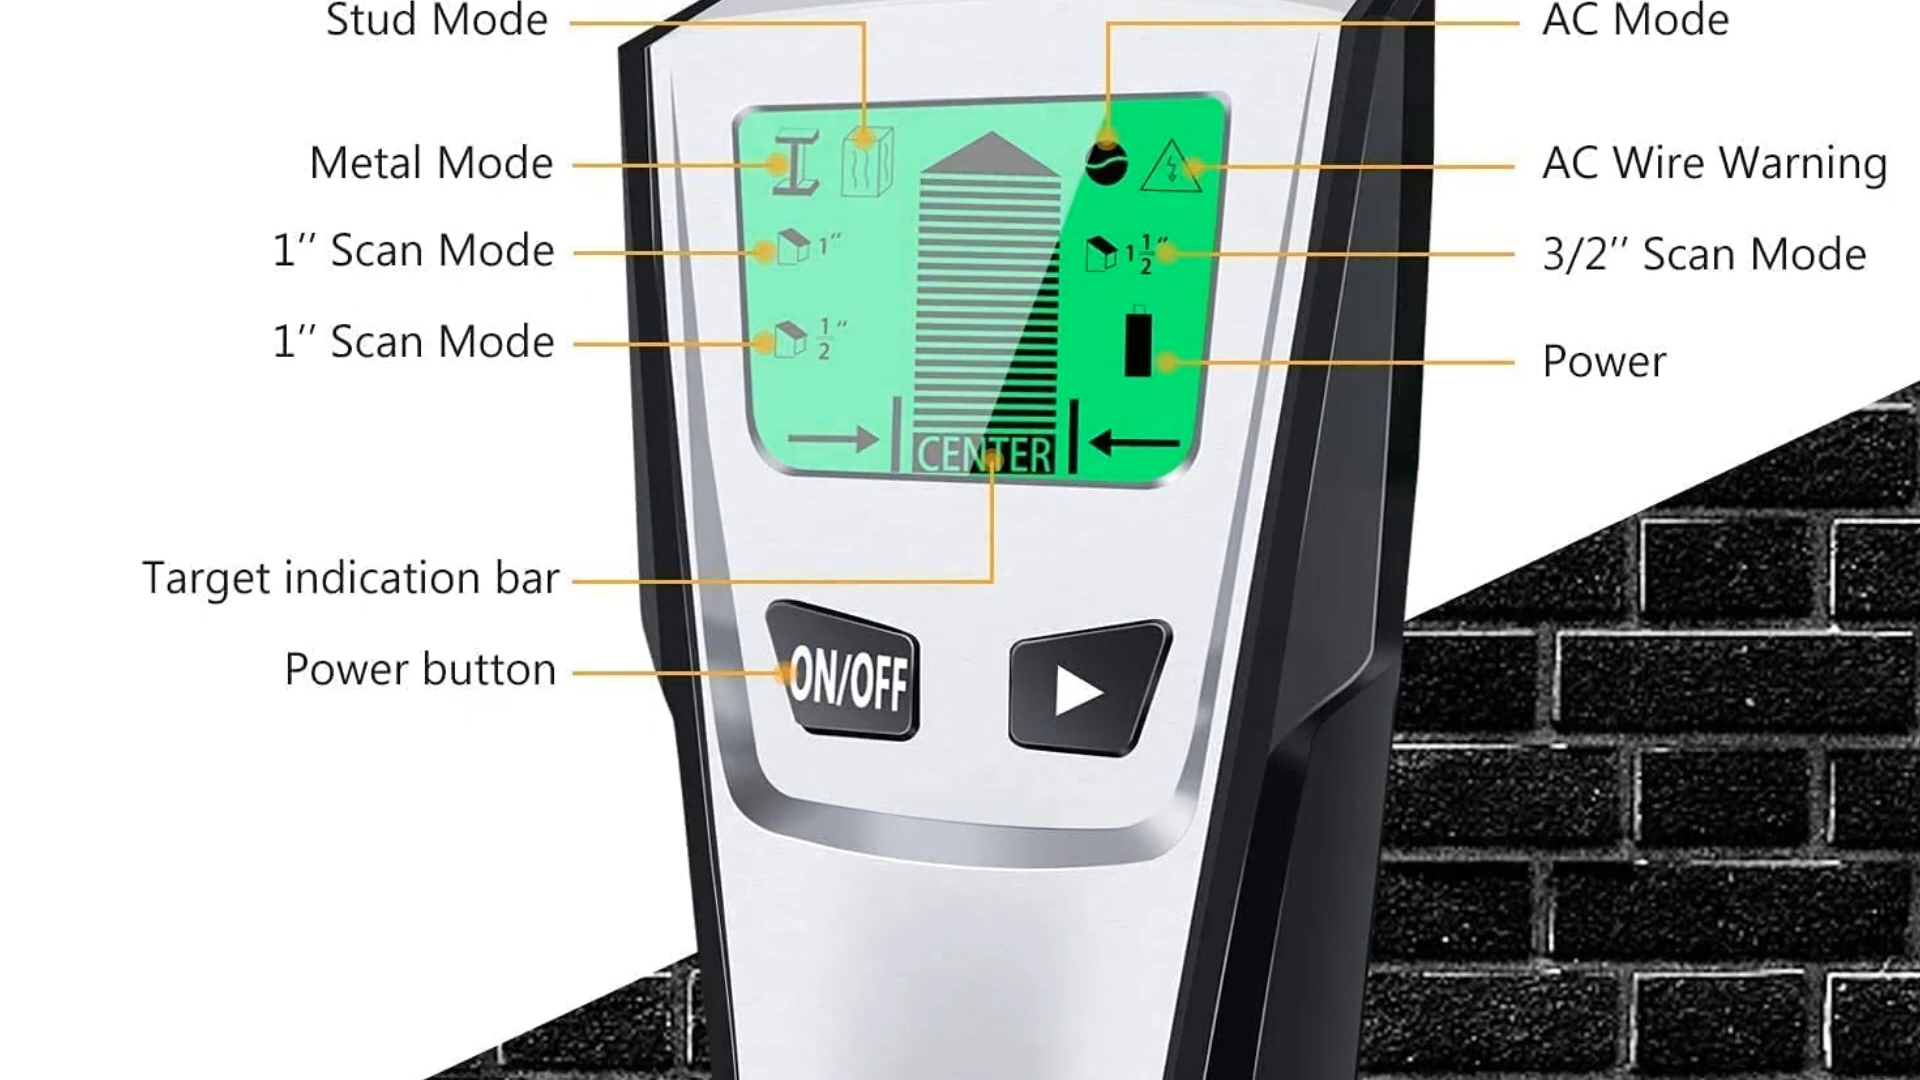 Stud Mode
AC Mode
Metal Mode
AC Wire Warning
1″ Scan Mode
1″
1 1/2″
3/2″ Scan Mode
1″ Scan Mode
1/2″
Power
CENTER
Target indication bar
Power button
ON/OFF